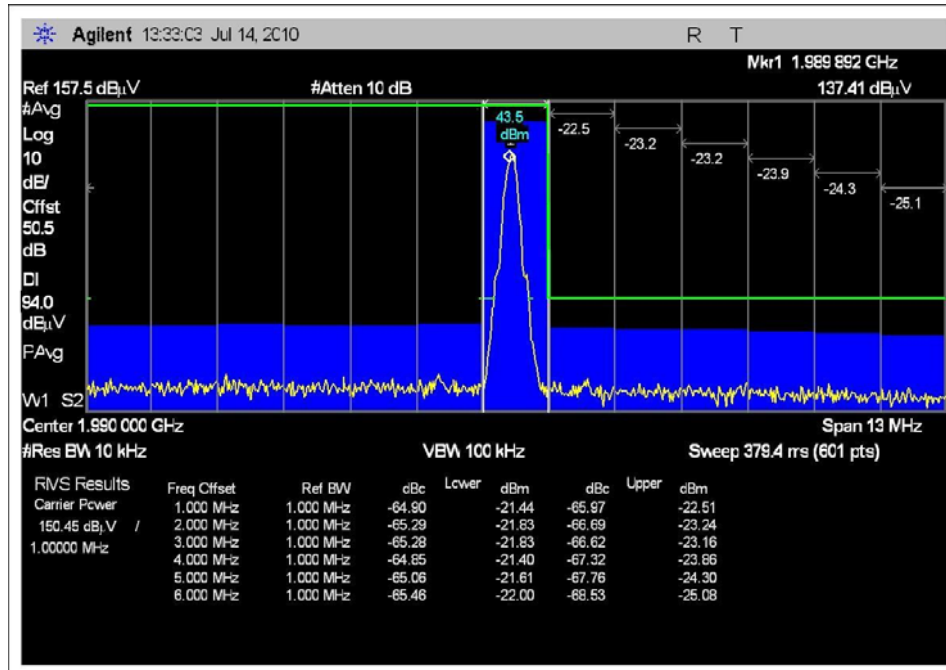 Agilent 13:33:03 Jul 14, 2010 R T
Mkr1 1.989 892 GHz
Ref 157.5 dBµV #Atten 10 dB 137.41 dBµV
#Avg
Log
10
dB/
Offst
50.5
dB
DI
94.0
dBµV
PAvg
W1 S2
43.5
dBm
-22.5
-23.2
-23.2
-23.9
-24.3
-25.1
Center 1.990 000 GHz Span 13 MHz
#Res BW 10 kHz VBW 100 kHz Sweep 379.4 ms (601 pts)
RMS Results Freq Offset Ref BW dBc Lower dBm dBc Upper dBm
Carrier Power 1.000 MHz 1.000 MHz -64.90 -21.44 -65.97 -22.51
150.45 dBµV / 2.000 MHz 1.000 MHz -65.29 -21.83 -66.69 -23.24
1.00000 MHz 3.000 MHz 1.000 MHz -65.28 -21.83 -66.62 -23.16
4.000 MHz 1.000 MHz -64.85 -21.40 -67.32 -23.86
5.000 MHz 1.000 MHz -65.06 -21.61 -67.76 -24.30
6.000 MHz 1.000 MHz -65.46 -22.00 -68.53 -25.08